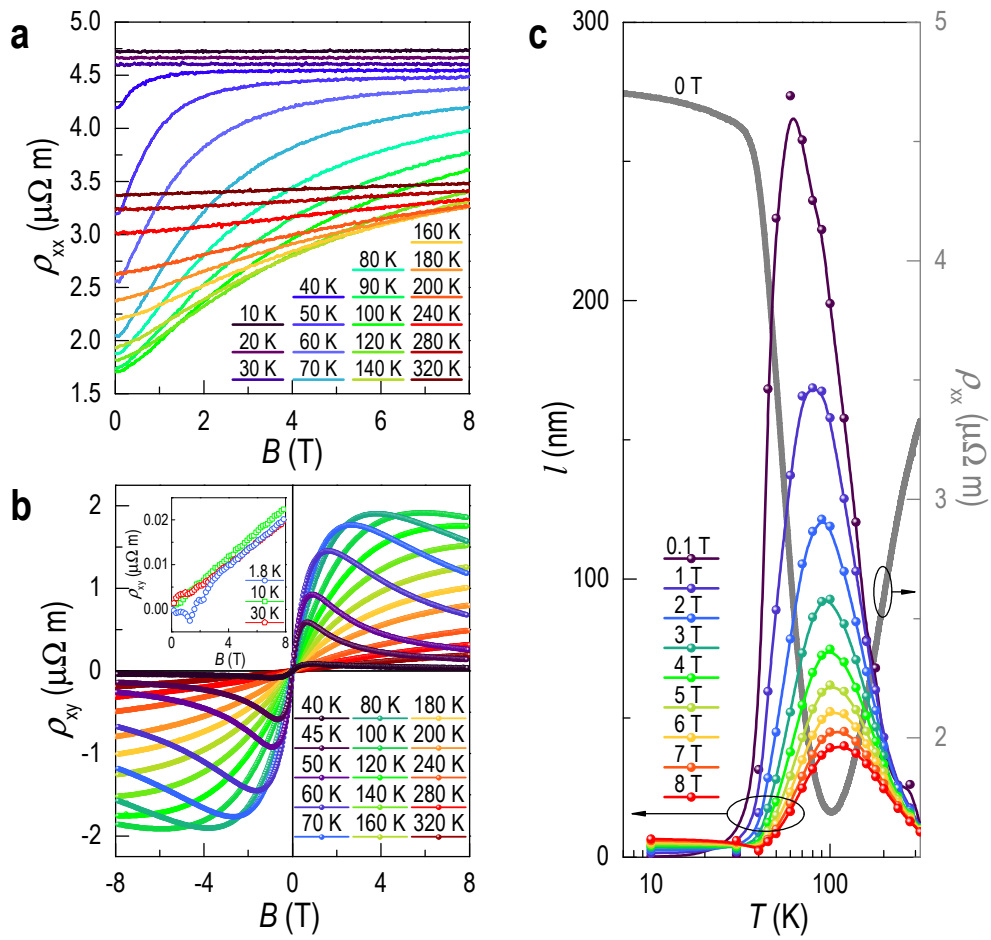 a
5.0
4.5
4.0
3.5
3.0
2.5
2.0
1.5
ρxx (μΩ m)
0 2 4 6 8
B (T)
160 K
80 K 180 K
40 K 90 K 200 K
10 K 50 K 100 K 240 K
20 K 60 K 120 K 280 K
30 K 70 K 140 K 320 K
b
2
1
0
-1
-2
ρxy (μΩ m)
-8 -4 0 4 8
B (T)
0.02
0.01
0.00
ρxy (μΩ m)
0 4 8
B (T)
1.8 K
10 K
30 K
40 K 80 K 180 K
45 K 100 K 200 K
50 K 120 K 240 K
60 K 140 K 280 K
70 K 160 K 320 K
c
300
200
100
0
l (nm)
10 100
T (K)
5
4
3
2
ρxx (μΩ m)
0 T
0.1 T
1 T
2 T
3 T
4 T
5 T
6 T
7 T
8 T